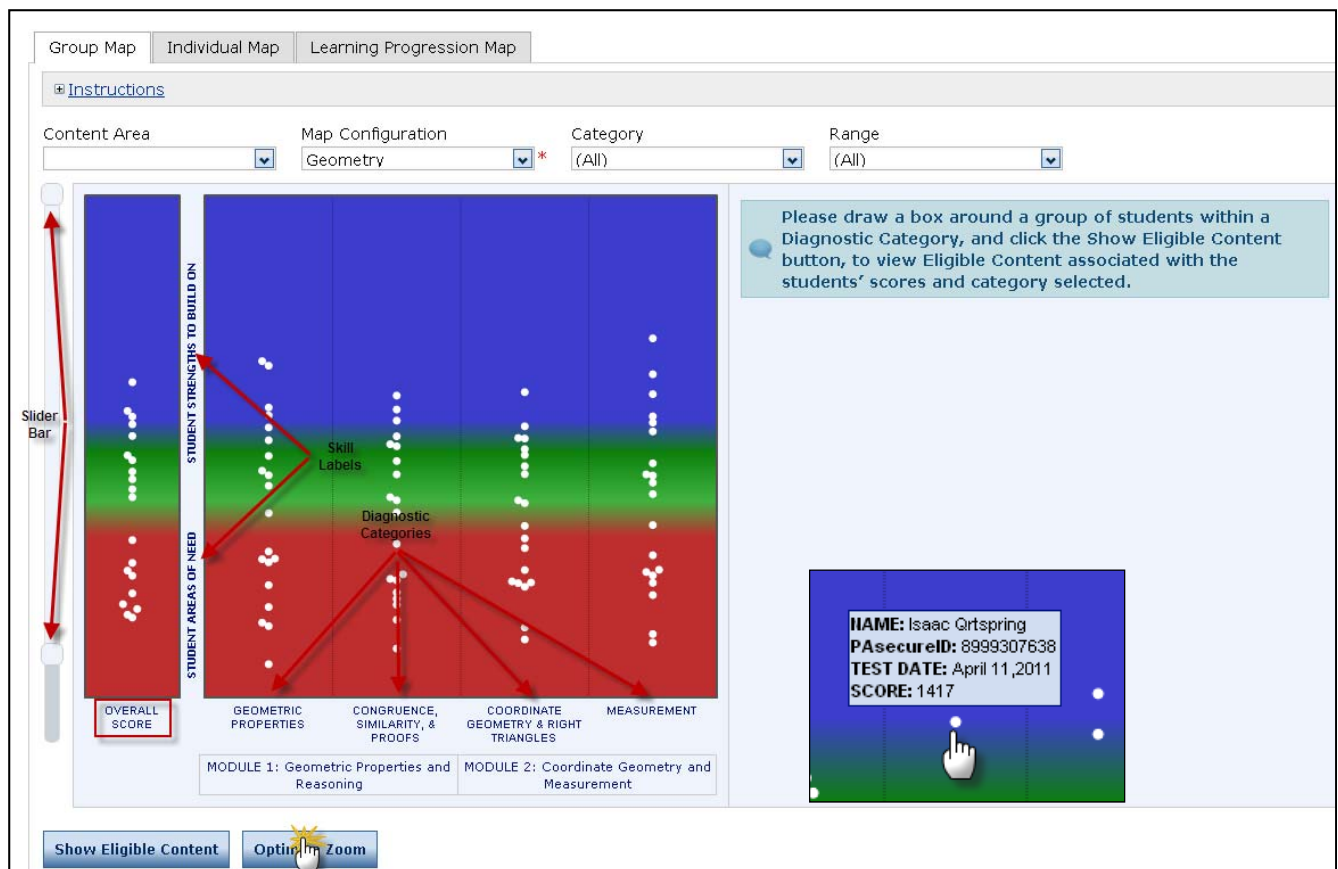 Group Map
Individual Map
Learning Progression Map
Instructions
Content Area
Map Configuration
Category
Range
Geometry
*
(All)
(All)
Slider
Bar
STUDENT STRENGTHS TO BUILD ON
STUDENT AREAS OF NEED
Skill
Labels
Diagnostic
Categories
OVERALL
SCORE
GEOMETRIC
PROPERTIES
CONGRUENCE,
SIMILARITY, &
PROOFS
COORDINATE
GEOMETRY & RIGHT
TRIANGLES
MEASUREMENT
MODULE 1: Geometric Properties and
Reasoning
MODULE 2: Coordinate Geometry and
Measurement
Please draw a box around a group of students within a
Diagnostic Category, and click the Show Eligible Content
button, to view Eligible Content associated with the
students' scores and category selected.
NAME: Isaac Qrtspring
PAsecureID: 8999307638
TEST DATE: April 11,2011
SCORE: 1417
Show Eligible Content
Zoom